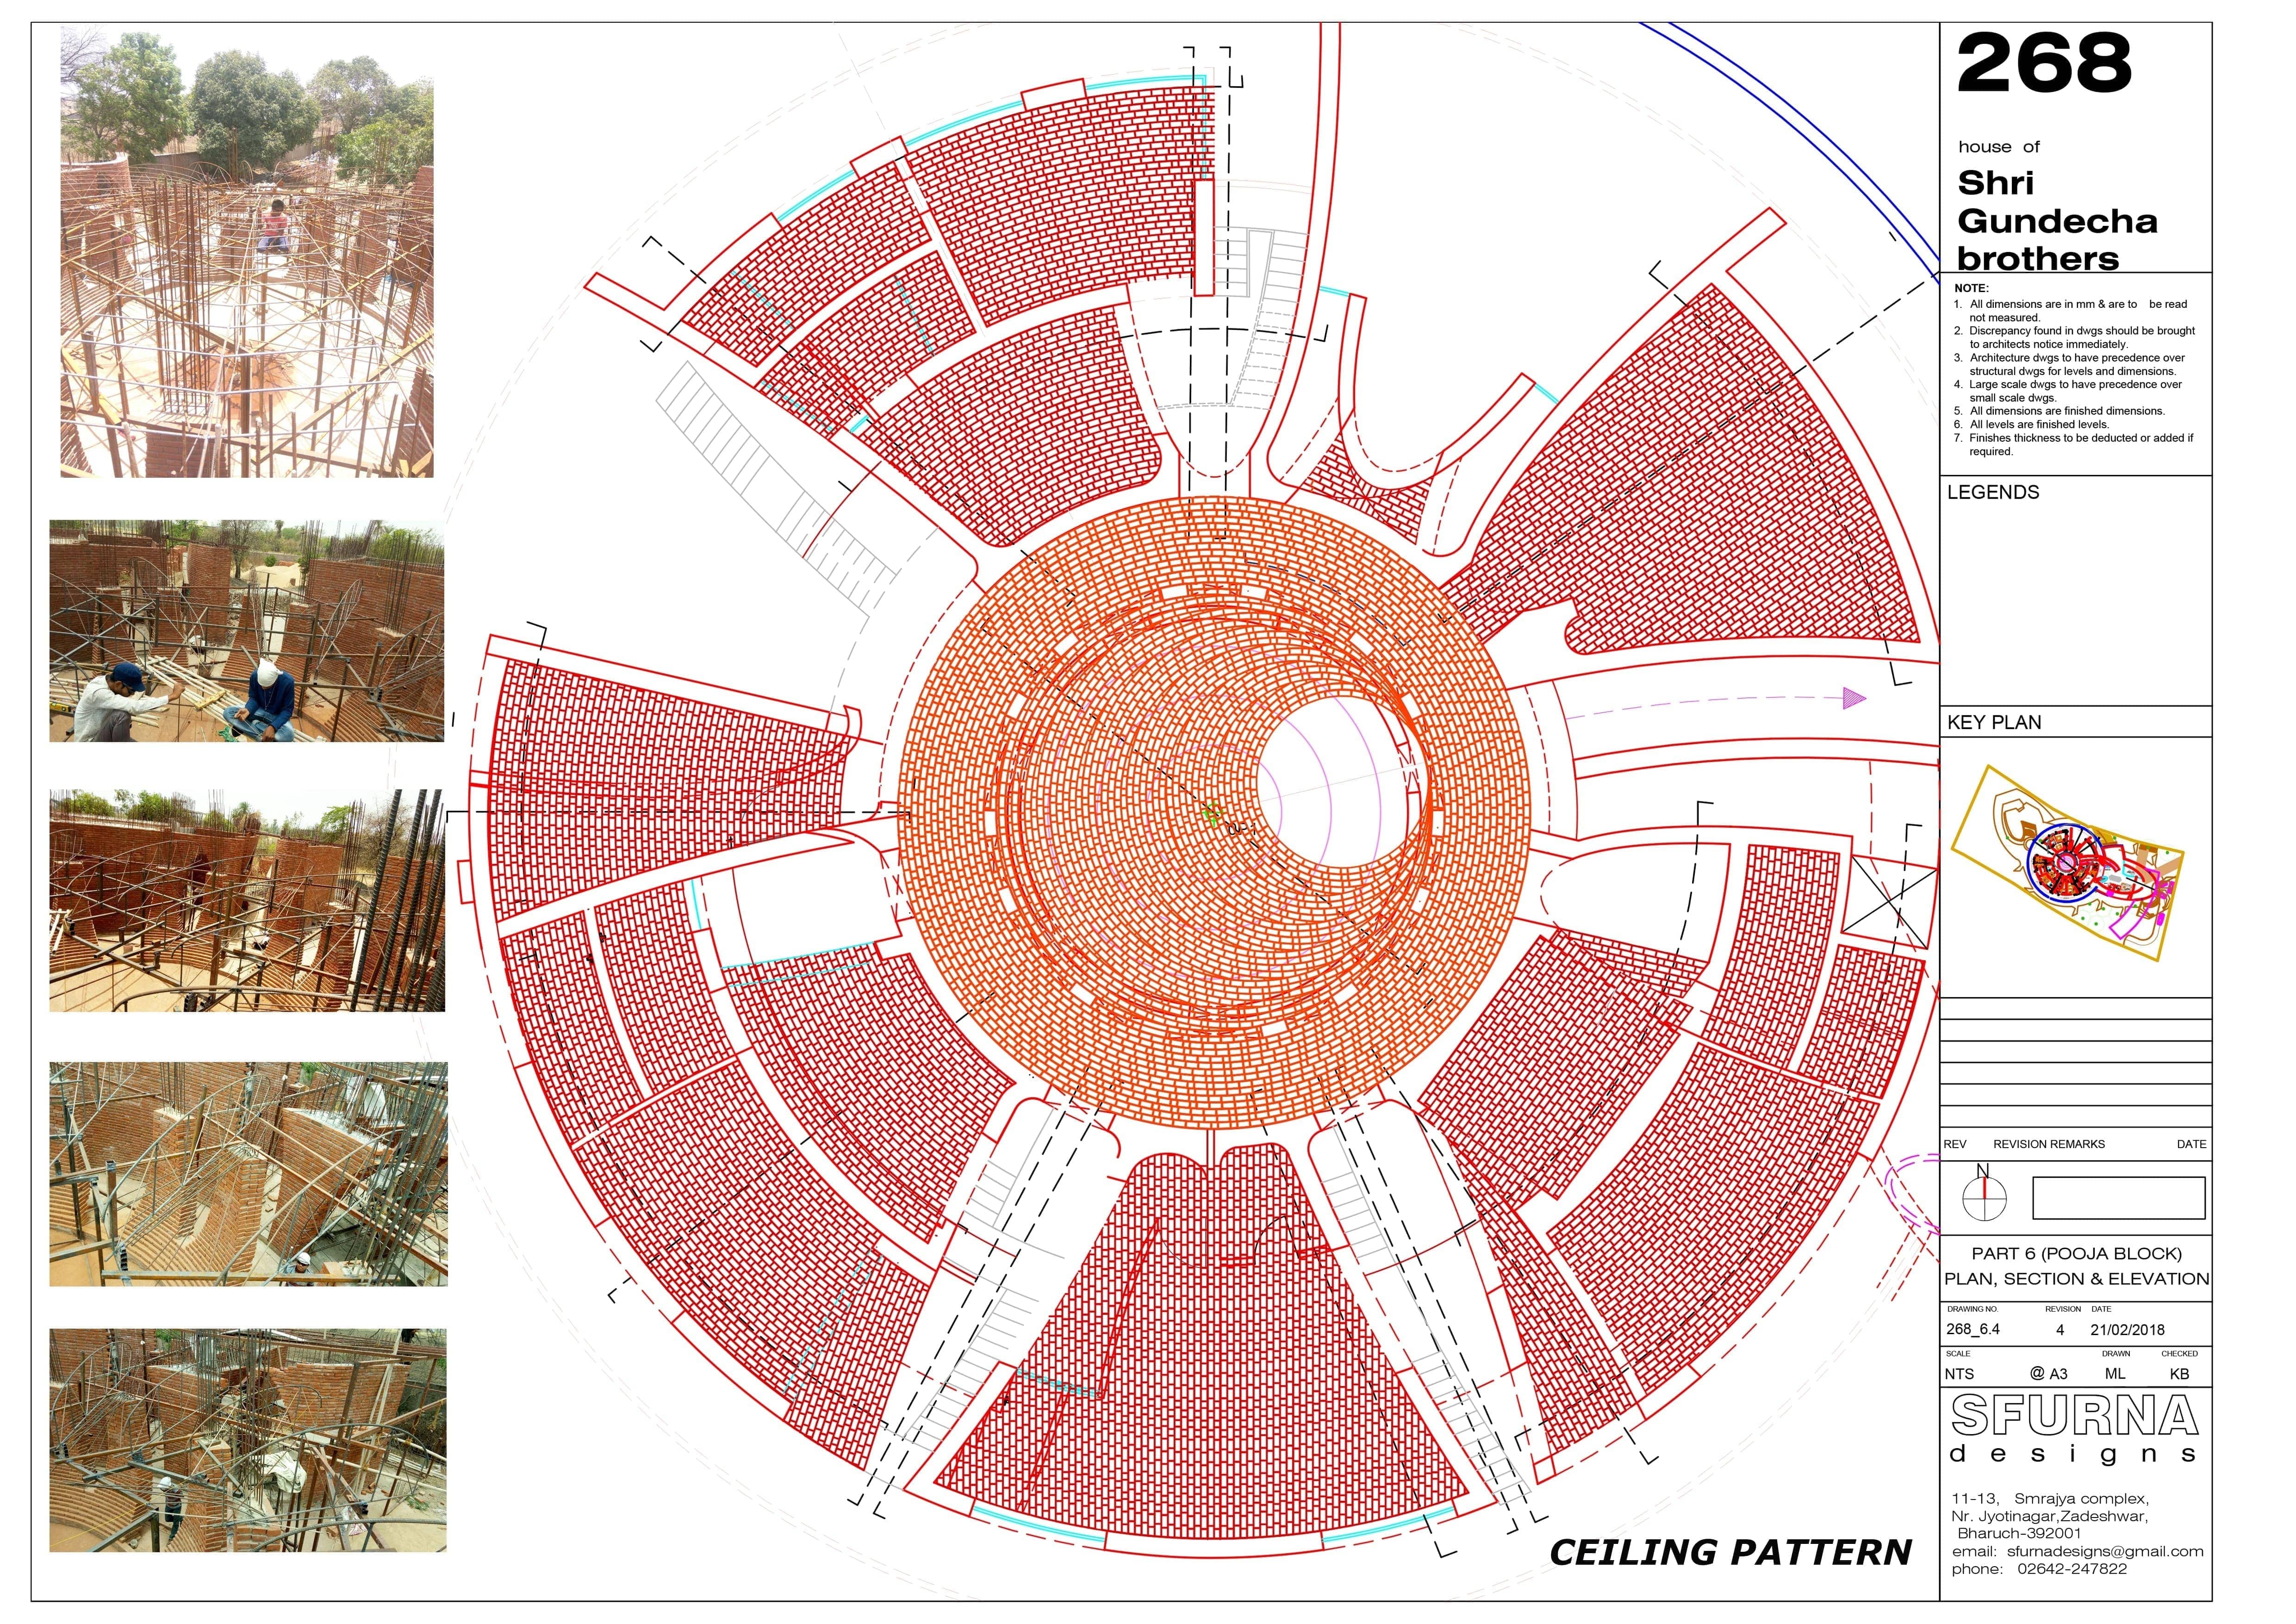 268
house of
Shri
Gundecha
brothers
NOTE:
1. All dimensions are in mm & are to be read
not measured.
2. Discrepancy found in dwgs should be brought
to architects notice immediately.
3. Architecture dwgs to have precedence over
structural dwgs for levels and dimensions.
4. Large scale dwgs to have precedence over
small scale dwgs.
5. All dimensions are finished dimensions.
6. All levels are finished levels.
7. Finishes thickness to be deducted or added if
required.
LEGENDS
KEY PLAN
REV REVISION REMARKS DATE
N
PART 6 (POOJA BLOCK)
PLAN, SECTION & ELEVATION
DRAWING NO. REVISION DATE
268_6.4 4 21/02/2018
SCALE DRAWN CHECKED
NTS @ A3 ML KB
SFURNA
designs
11-13, Smrajya complex,
Nr. Jyotinagar,Zadeshwar,
Bharuch-392001
email: sfurnadesigns@gmail.com
phone: 02642-247822
CEILING PATTERN